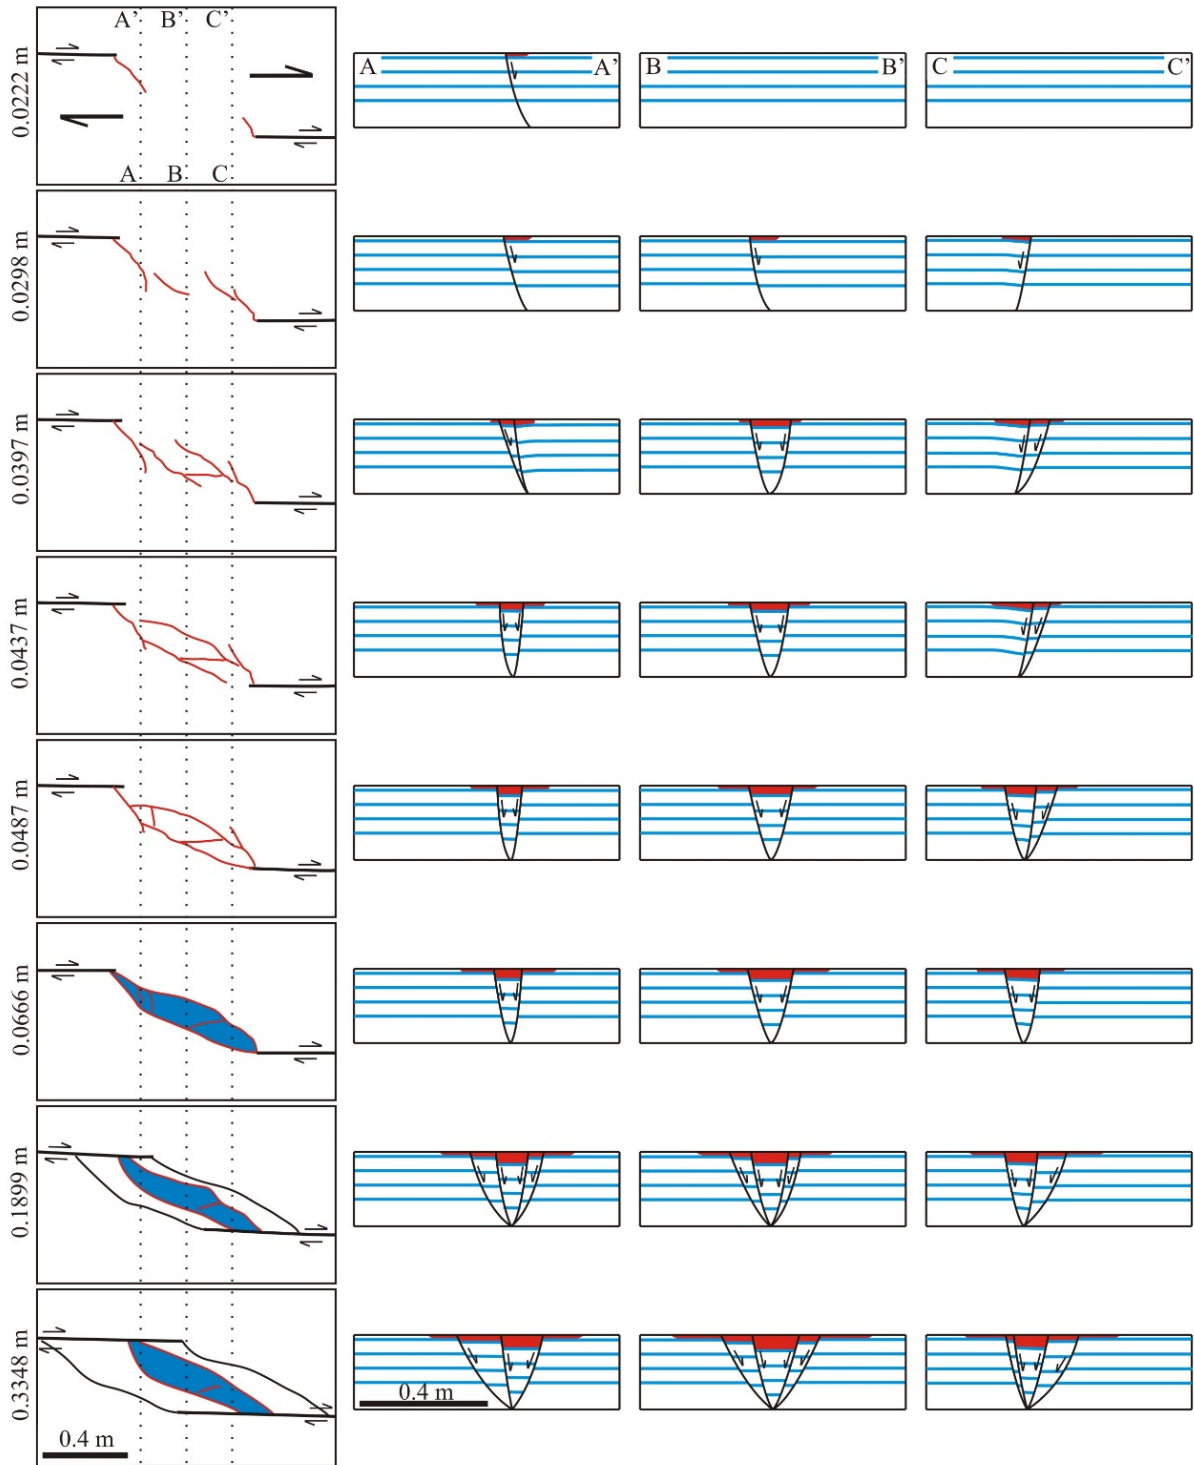 A’ B’ C’
0.0222 m
A B C
A A’ B B’ C C’
0.0298 m
0.0397 m
0.0437 m
0.0487 m
0.0666 m
0.1899 m
0.3348 m
0.4 m
0.4 m